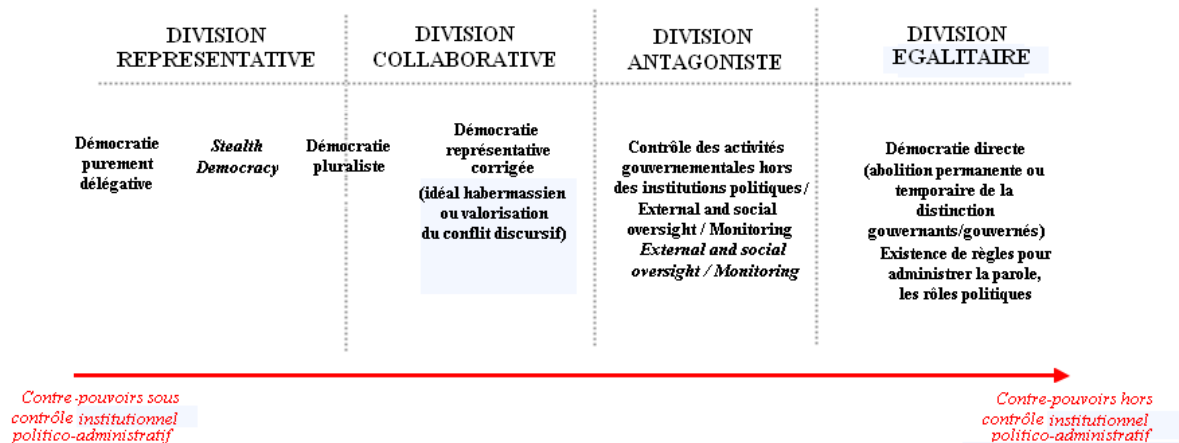 DIVISION
REPRESENTATIVE
DIVISION
COLLABORATIVE
DIVISION
ANTAGONISTE
DIVISION
EGALITAIRE
Démocratie
purement
délégative
Stealth
Democracy
Démocratie
pluraliste
Démocratie
représentative
corrigée
(idéal habermassien
ou valorisation
du conflit discursif)
Contrôle des activités
gouvernementales hors
des institutions politiques/
External and social
oversight / Monitoring
External and social
oversight / Monitoring
Démocratie directe
(abolition permanente ou
temporaire de la
distinction
gouvernants/gouvernés)
Existence de règles pour
administrer la parole,
les rôles politiques
Contre-pouvoirs sous
contrôle institutionnel
politico-administratif
Contre-pouvoirs hors
contrôle institutionnel
politico-administratif